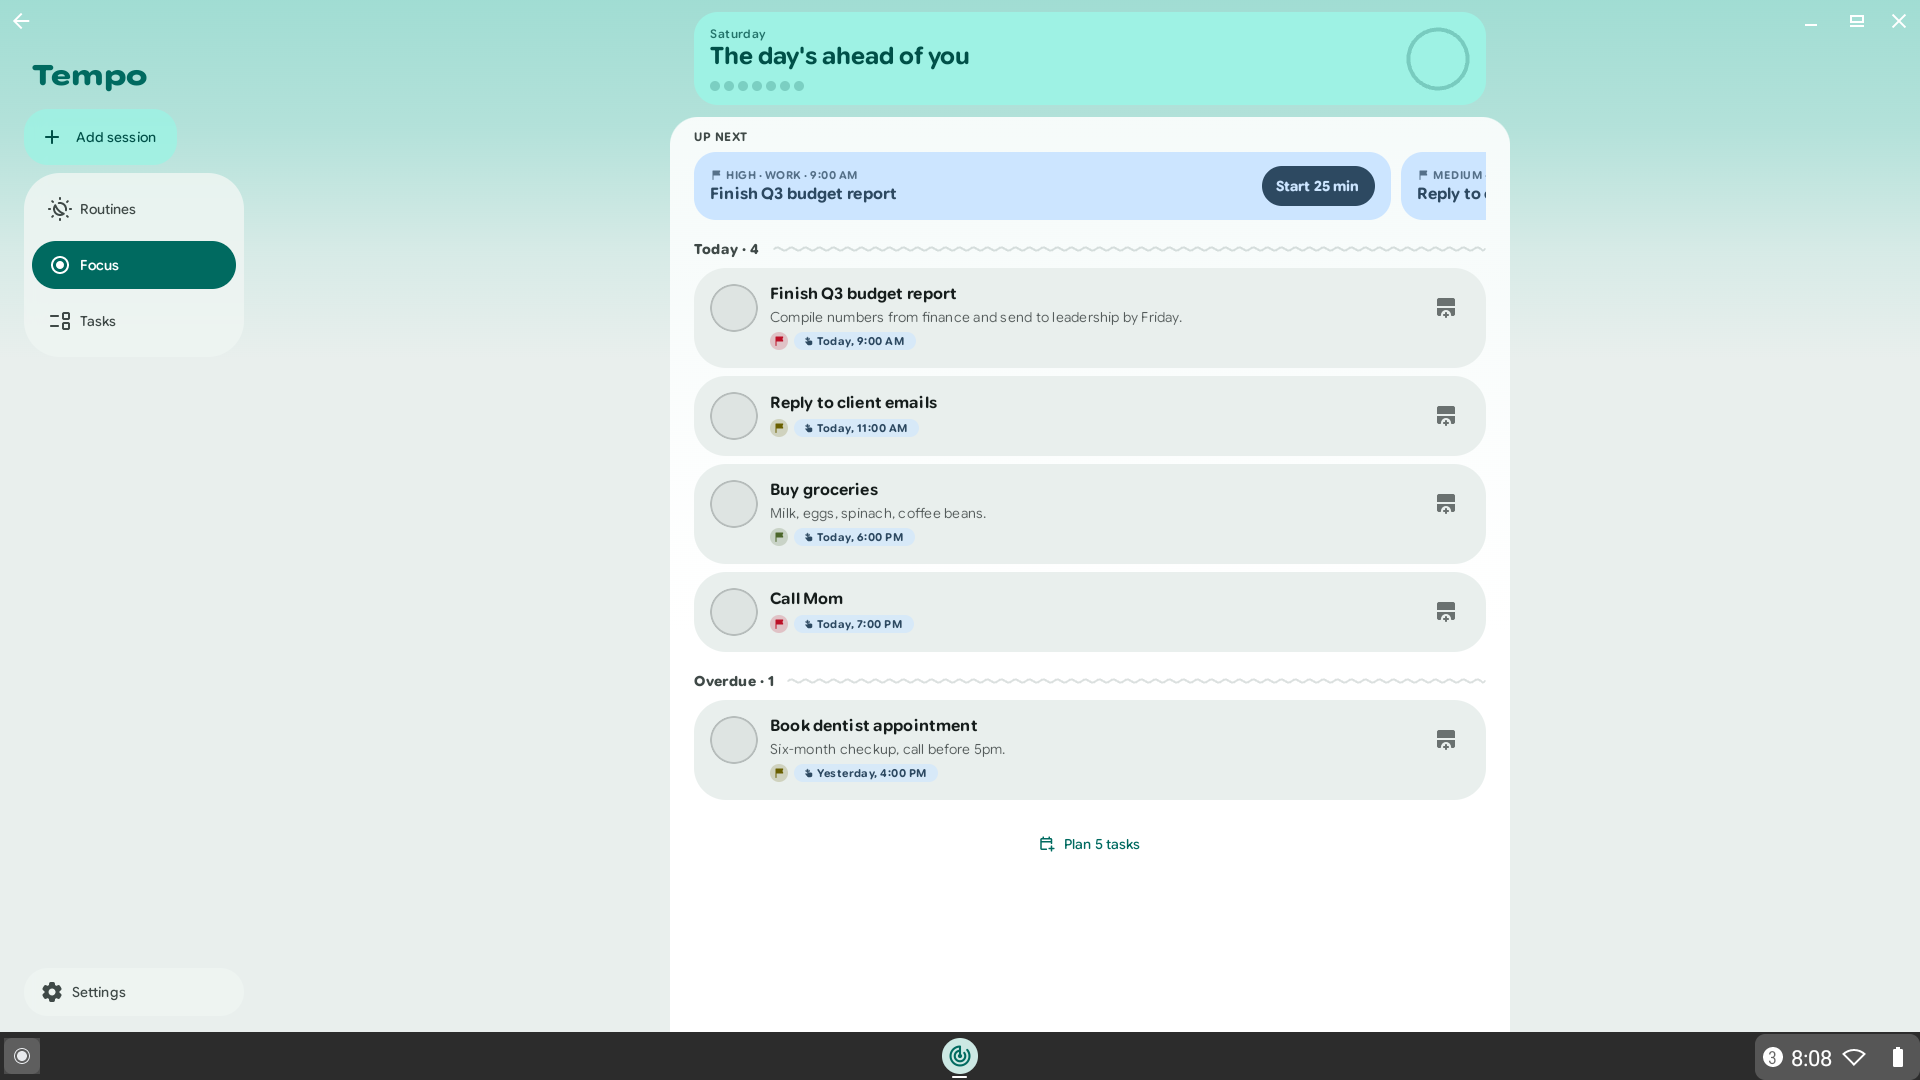 Tempo
Add session
Routines
Focus
Tasks
Settings
Saturday
The day's ahead of you
UP NEXT
HIGH · WORK · 9:00 AM
Finish Q3 budget report
Start 25 min
MEDIUM
Reply to
Today · 4
Finish Q3 budget report
Compile numbers from finance and send to leadership by Friday.
Today, 9:00 AM
Reply to client emails
Today, 11:00 AM
Buy groceries
Milk, eggs, spinach, coffee beans.
Today, 6:00 PM
Call Mom
Today, 7:00 PM
Overdue · 1
Book dentist appointment
Six-month checkup, call before 5pm.
Yesterday, 4:00 PM
Plan 5 tasks
3 8:08